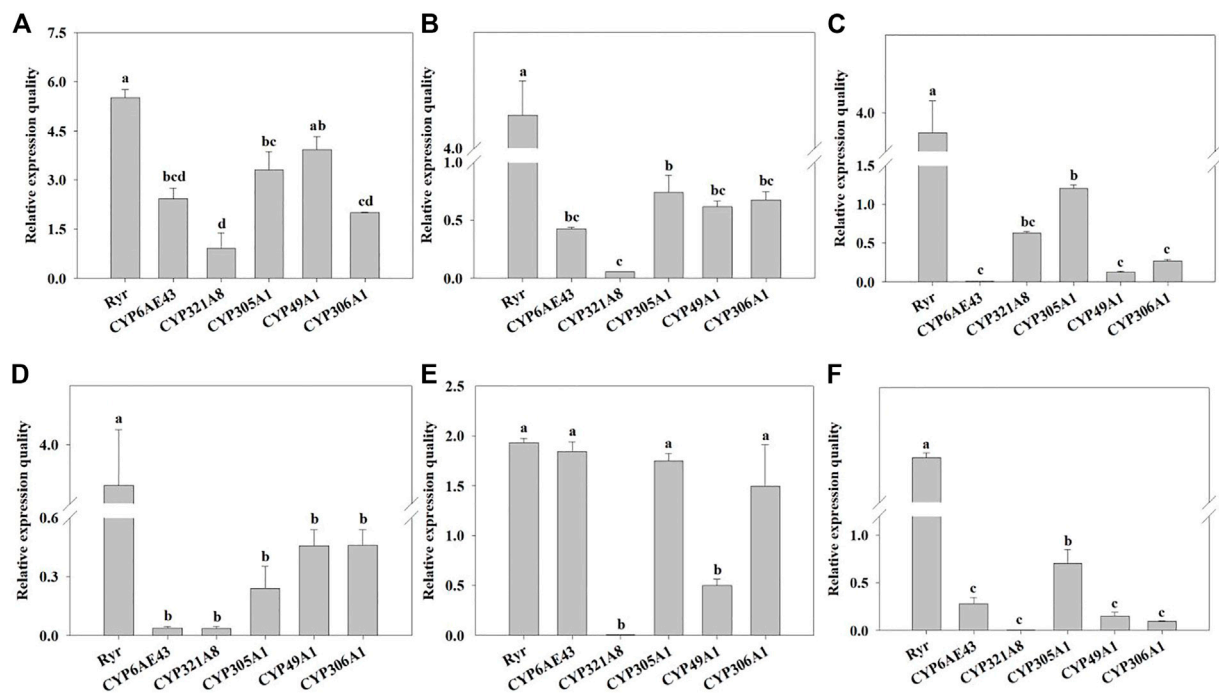 A
Relative expression quality
7.5
6.0
4.5
3.0
1.5
0.0
a
bcd
d
bc
ab
cd
Ryr
CYP6AE43
CYP321A8
CYP305A1
CYP49A1
CYP306A1
B
Relative expression quality
4.0
1.0
0.5
0.0
a
bc
c
b
bc
bc
Ryr
CYP6AE43
CYP321A8
CYP305A1
CYP49A1
CYP306A1
C
Relative expression quality
4.0
1.5
1.0
0.5
0.0
a
c
bc
b
c
c
Ryr
CYP6AE43
CYP321A8
CYP305A1
CYP49A1
CYP306A1
D
Relative expression quality
4.0
0.6
0.3
0.0
a
b
b
b
b
b
Ryr
CYP6AE43
CYP321A8
CYP305A1
CYP49A1
CYP306A1
E
Relative expression quality
2.5
2.0
1.5
1.0
0.5
0.0
a
a
b
a
b
a
Ryr
CYP6AE43
CYP321A8
CYP305A1
CYP49A1
CYP306A1
F
Relative expression quality
1.0
0.5
0.0
a
c
c
b
c
c
Ryr
CYP6AE43
CYP321A8
CYP305A1
CYP49A1
CYP306A1